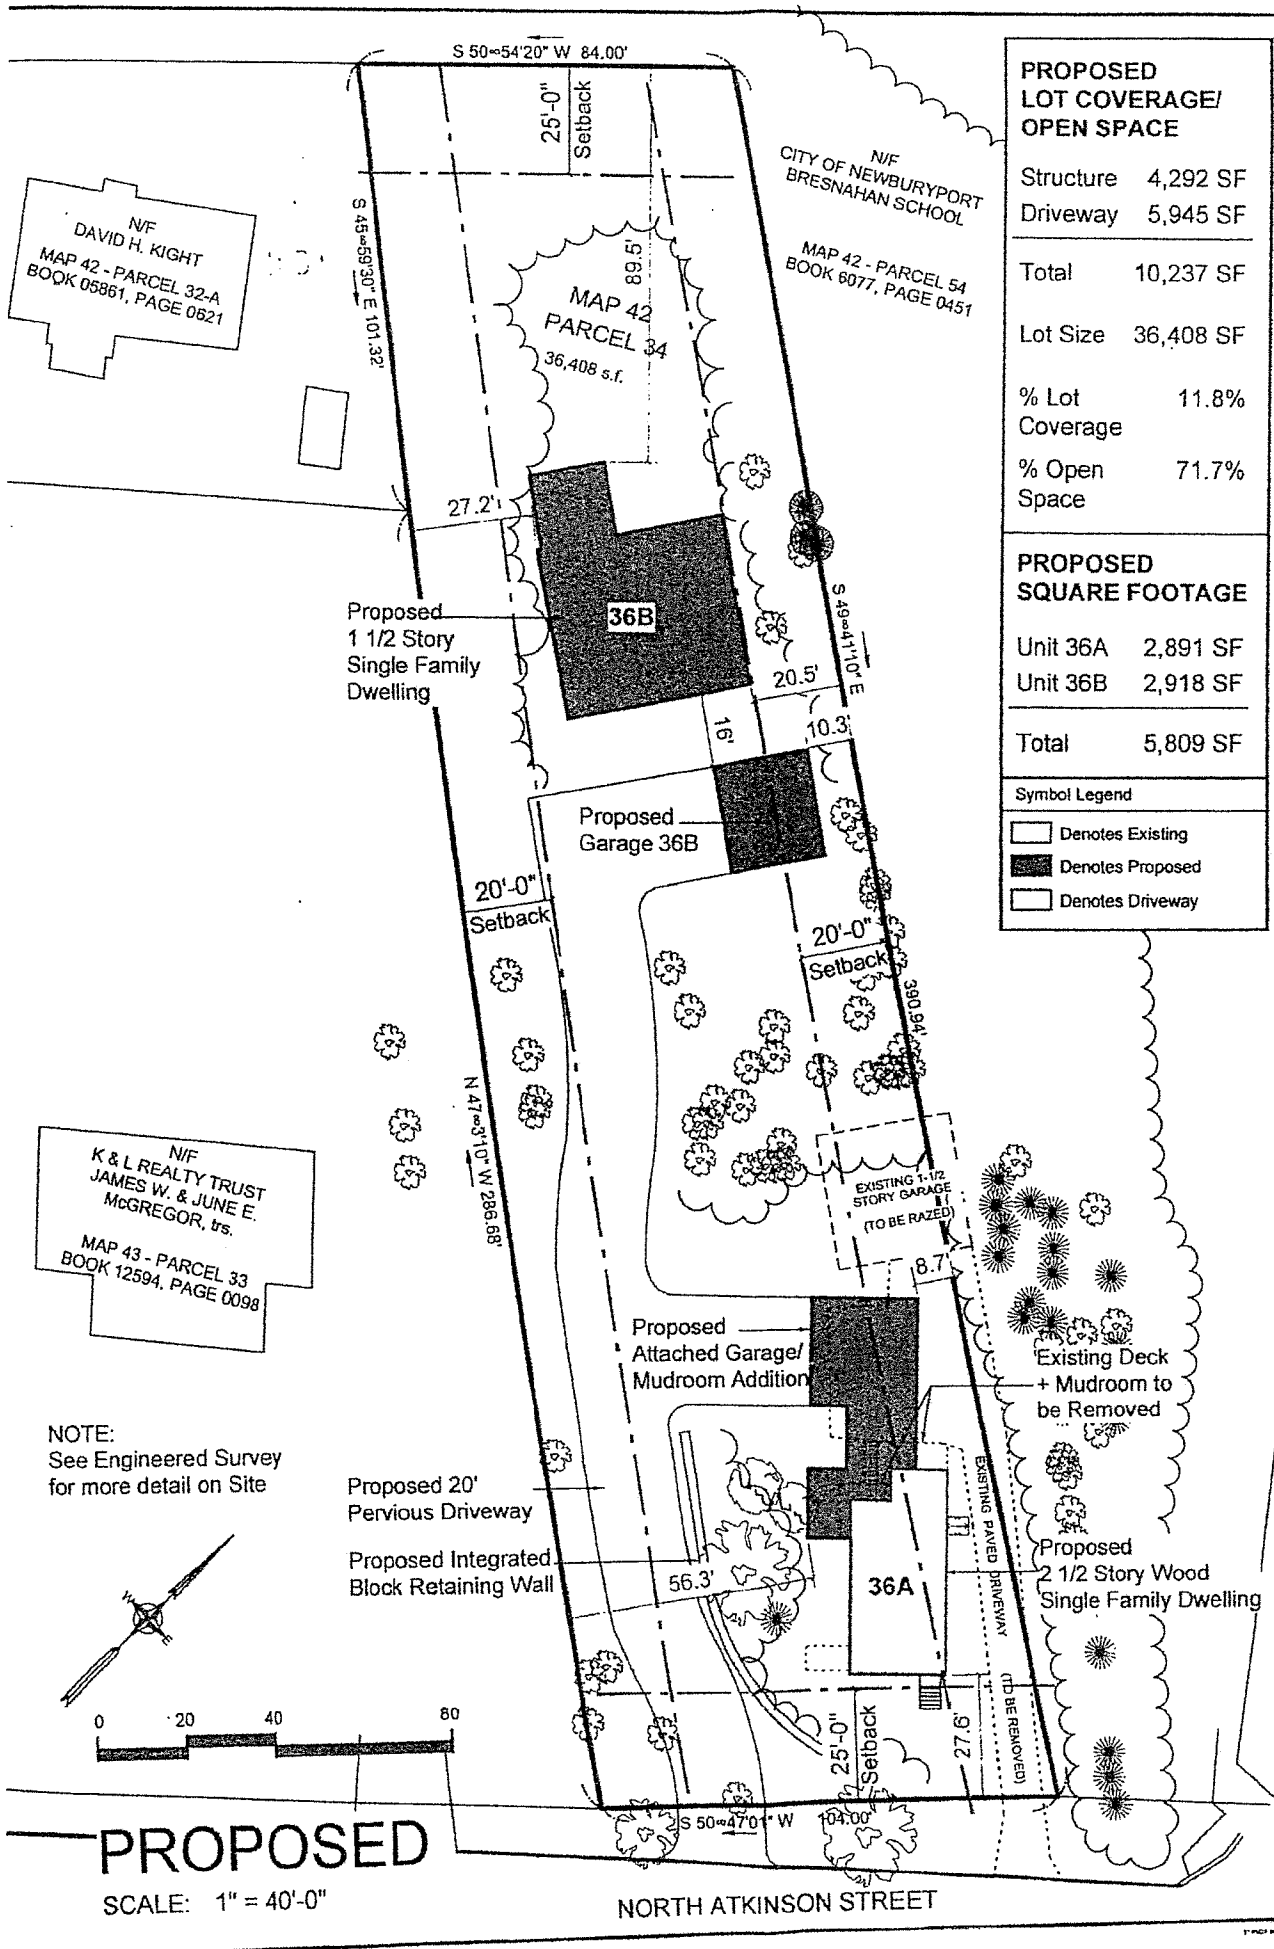 S 50∞54'20" W 84.00'
25'-0"
Setback
N/F
CITY OF NEWBURYPORT
BRESNAHAN SCHOOL
MAP 42 - PARCEL 54
BOOK 6077, PAGE 0451
N/F
DAVID H. KIGHT
MAP 42 - PARCEL 32-A
BOOK 05861, PAGE 0621
S 45∞59'30" E 101.32'
89.5'
MAP 42
PARCEL 34
36,408 s.f.
27.2'
36B
Proposed
1 1/2 Story
Single Family
Dwelling
S 49∞41'10" E
390.94'
20.5'
16'
10.3'
Proposed
Garage 36B
20'-0"
Setback
20'-0"
Setback
N 47∞3'10" W 286.68'
N/F
K & L REALTY TRUST
JAMES W. & JUNE E.
McGREGOR, trs.
MAP 43 - PARCEL 33
BOOK 12594, PAGE 0098
EXISTING 1-1/2
STORY GARAGE
(TO BE RAZED)
8.7'
Proposed
Attached Garage/
Mudroom Addition
Existing Deck
+ Mudroom to
be Removed
NOTE:
See Engineered Survey
for more detail on Site
Proposed 20'
Pervious Driveway
Proposed Integrated
Block Retaining Wall
56.3'
36A
EXISTING PAVED DRIVEWAY
(TO BE REMOVED)
Proposed
2 1/2 Story Wood
Single Family Dwelling
W
E
0 20 40 80
25'-0"
Setback
27.6'
S 50∞47'01" W 104.00'
PROPOSED
SCALE: 1" = 40'-0"
NORTH ATKINSON STREET
PROPOSED
LOT COVERAGE/
OPEN SPACE
Structure 4,292 SF
Driveway 5,945 SF
Total 10,237 SF
Lot Size 36,408 SF
% Lot 11.8%
Coverage
% Open 71.7%
Space
PROPOSED
SQUARE FOOTAGE
Unit 36A 2,891 SF
Unit 36B 2,918 SF
Total 5,809 SF
Symbol Legend
Denotes Existing
Denotes Proposed
Denotes Driveway